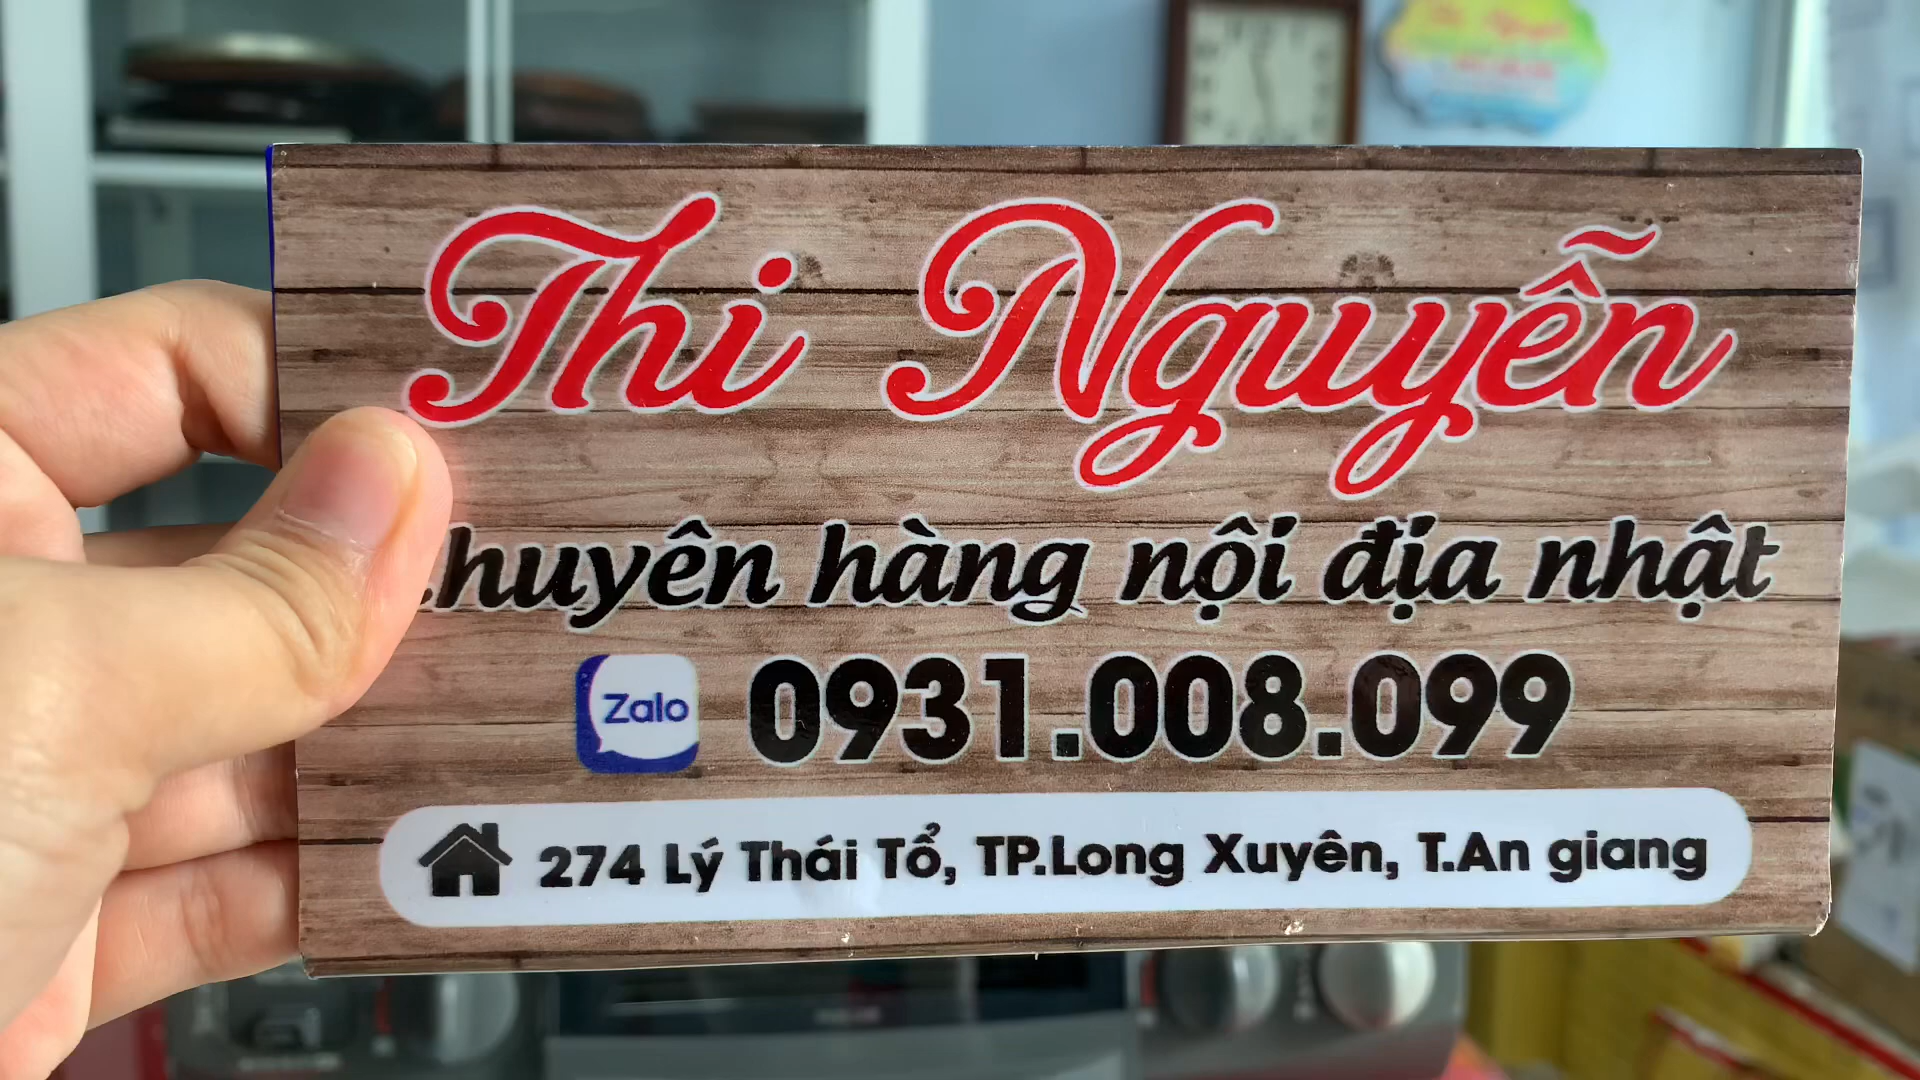 Thi Nguyễn
huyên hàng nội địa nhật
Zalo 0931.008.099
274 Lý Thái Tổ, TP.Long Xuyên, T.An giang